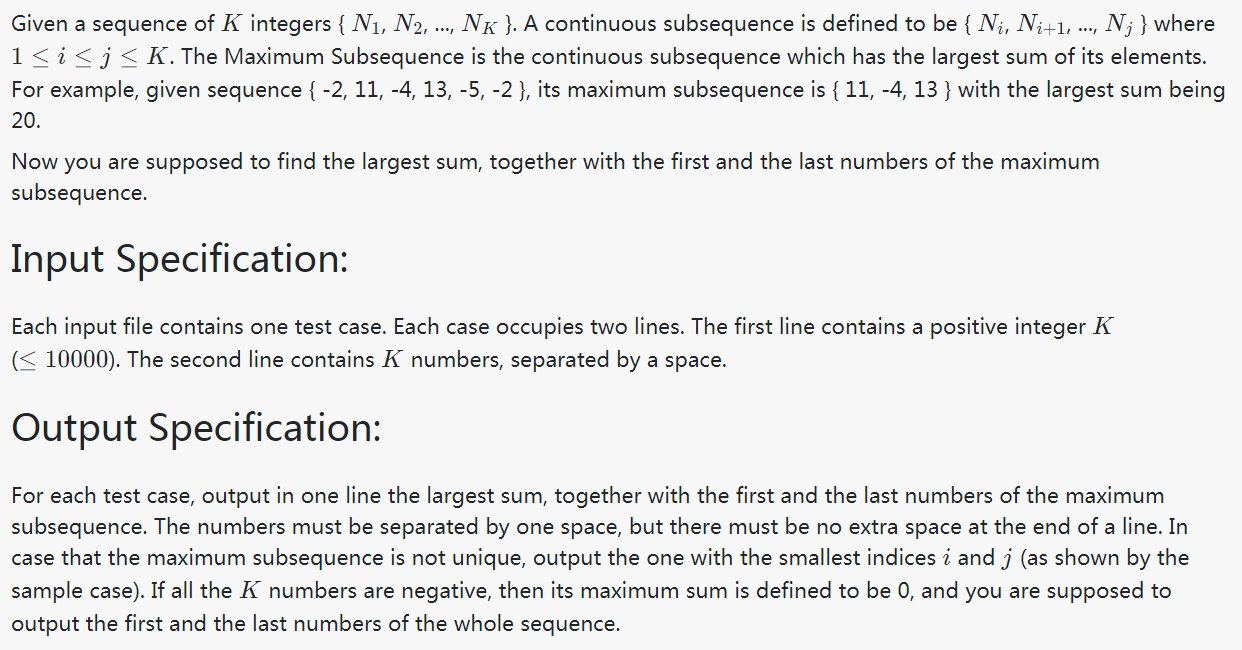 Given a sequence of K integers { N₁, N₂, ..., N_K }. A continuous subsequence is defined to be { N_i, N_{i+1}, ..., N_j } where
1 ≤ i ≤ j ≤ K. The Maximum Subsequence is the continuous subsequence which has the largest sum of its elements.
For example, given sequence { -2, 11, -4, 13, -5, -2 }, its maximum subsequence is { 11, -4, 13 } with the largest sum being
20.
Now you are supposed to find the largest sum, together with the first and the last numbers of the maximum
subsequence.
Input Specification:
Each input file contains one test case. Each case occupies two lines. The first line contains a positive integer K
(≤ 10000). The second line contains K numbers, separated by a space.
Output Specification:
For each test case, output in one line the largest sum, together with the first and the last numbers of the maximum
subsequence. The numbers must be separated by one space, but there must be no extra space at the end of a line. In
case that the maximum subsequence is not unique, output the one with the smallest indices i and j (as shown by the
sample case). If all the K numbers are negative, then its maximum sum is defined to be 0, and you are supposed to
output the first and the last numbers of the whole sequence.